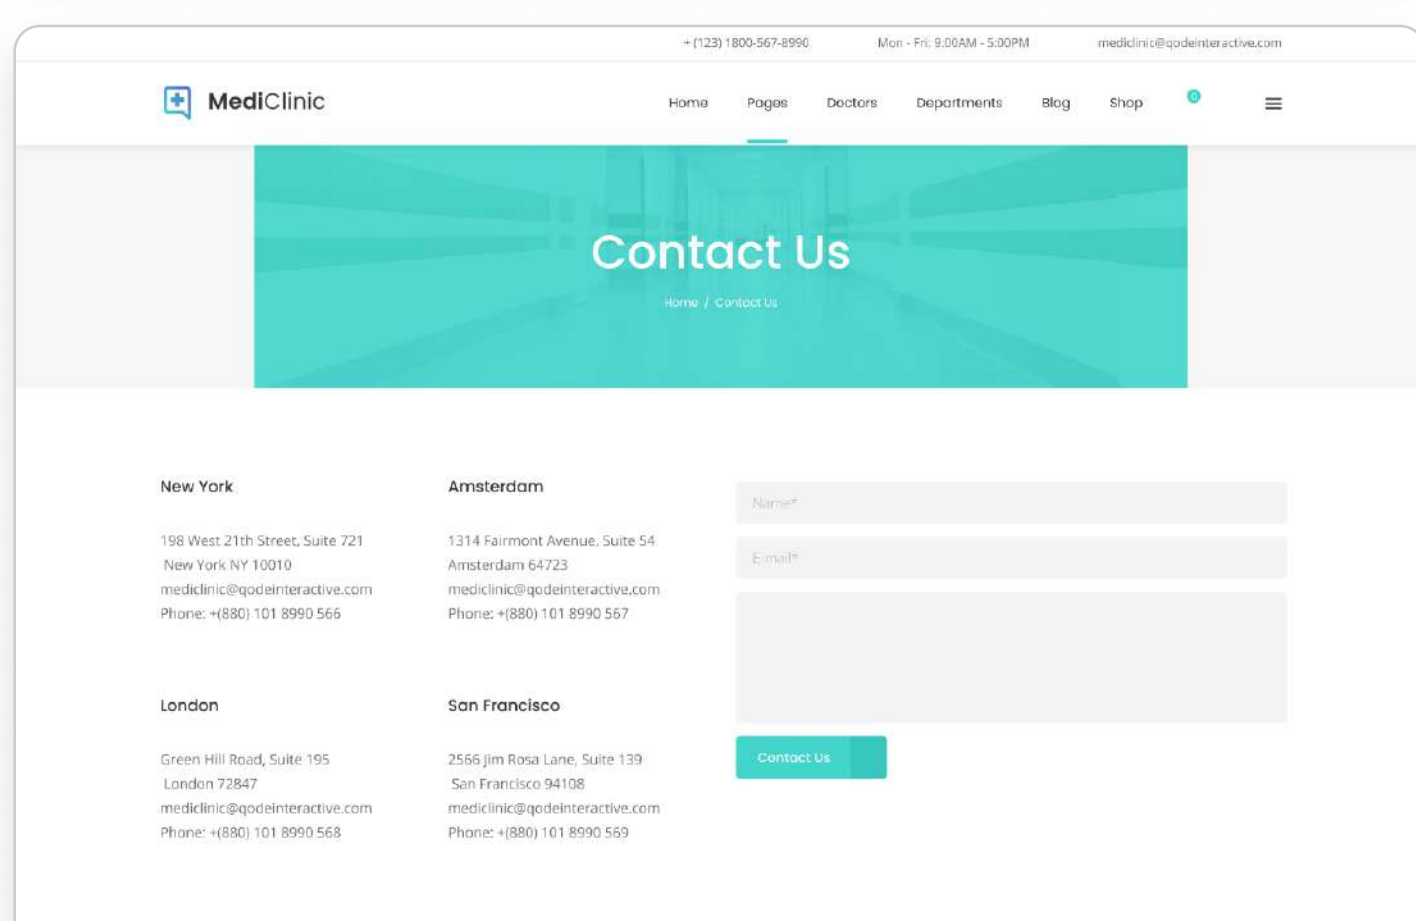 + (123) 1800-567-8990 Mon - Fri: 9:00AM - 5:00PM mediclinic@qodeinteractive.com
MediClinic Home Pages Doctors Departments Blog Shop 0
Contact Us
Home / Contact Us
New York
198 West 21th Street, Suite 721
New York NY 10010
mediclinic@qodeinteractive.com
Phone: +(880) 101 8990 566
Amsterdam
1314 Fairmont Avenue, Suite 54
Amsterdam 64723
mediclinic@qodeinteractive.com
Phone: +(880) 101 8990 567
London
Green Hill Road, Suite 195
London 72847
mediclinic@qodeinteractive.com
Phone: +(880) 101 8990 568
San Francisco
2566 Jim Rosa Lane, Suite 139
San Francisco 94108
mediclinic@qodeinteractive.com
Phone: +(880) 101 8990 569
Name*
E-mail*
Contact Us